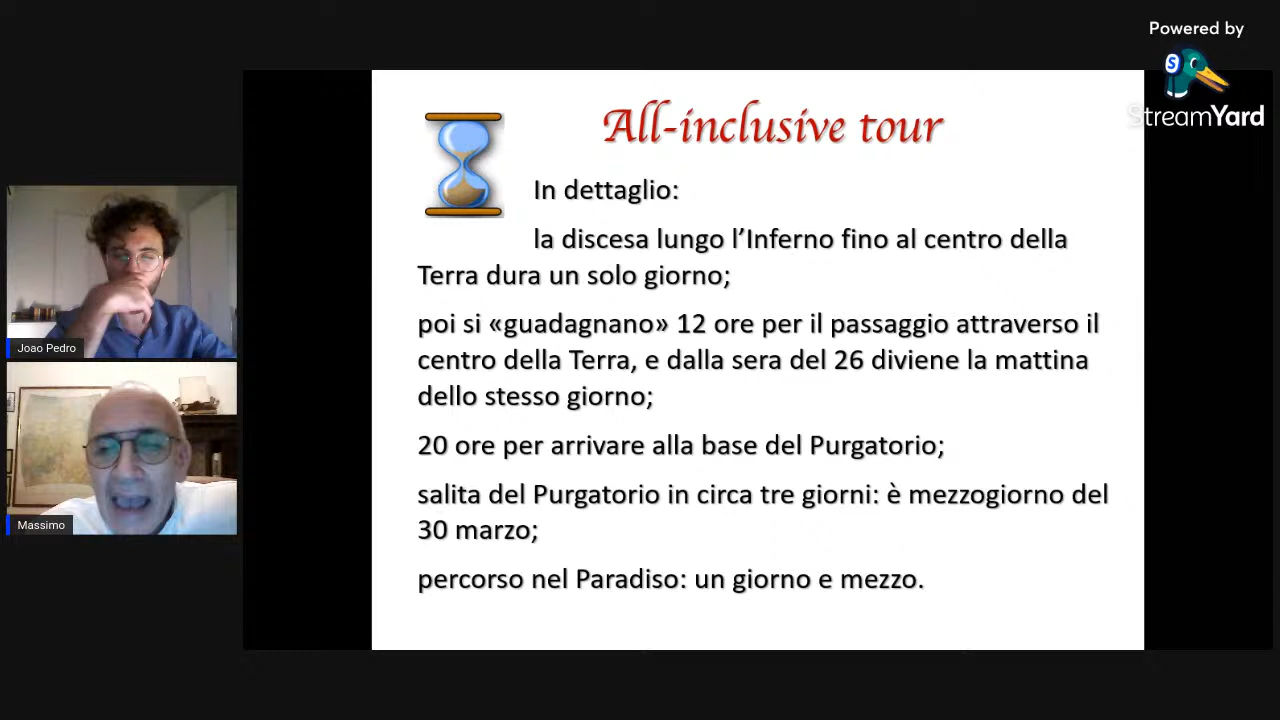 Powered by
S
StreamYard
All-inclusive tour
In dettaglio:
la discesa lungo l’Inferno fino al centro della
Terra dura un solo giorno;
poi si «guadagnano» 12 ore per il passaggio attraverso il
centro della Terra, e dalla sera del 26 diviene la mattina
dello stesso giorno;
20 ore per arrivare alla base del Purgatorio;
salita del Purgatorio in circa tre giorni: è mezzogiorno del
30 marzo;
percorso nel Paradiso: un giorno e mezzo.
Joao Pedro
Massimo